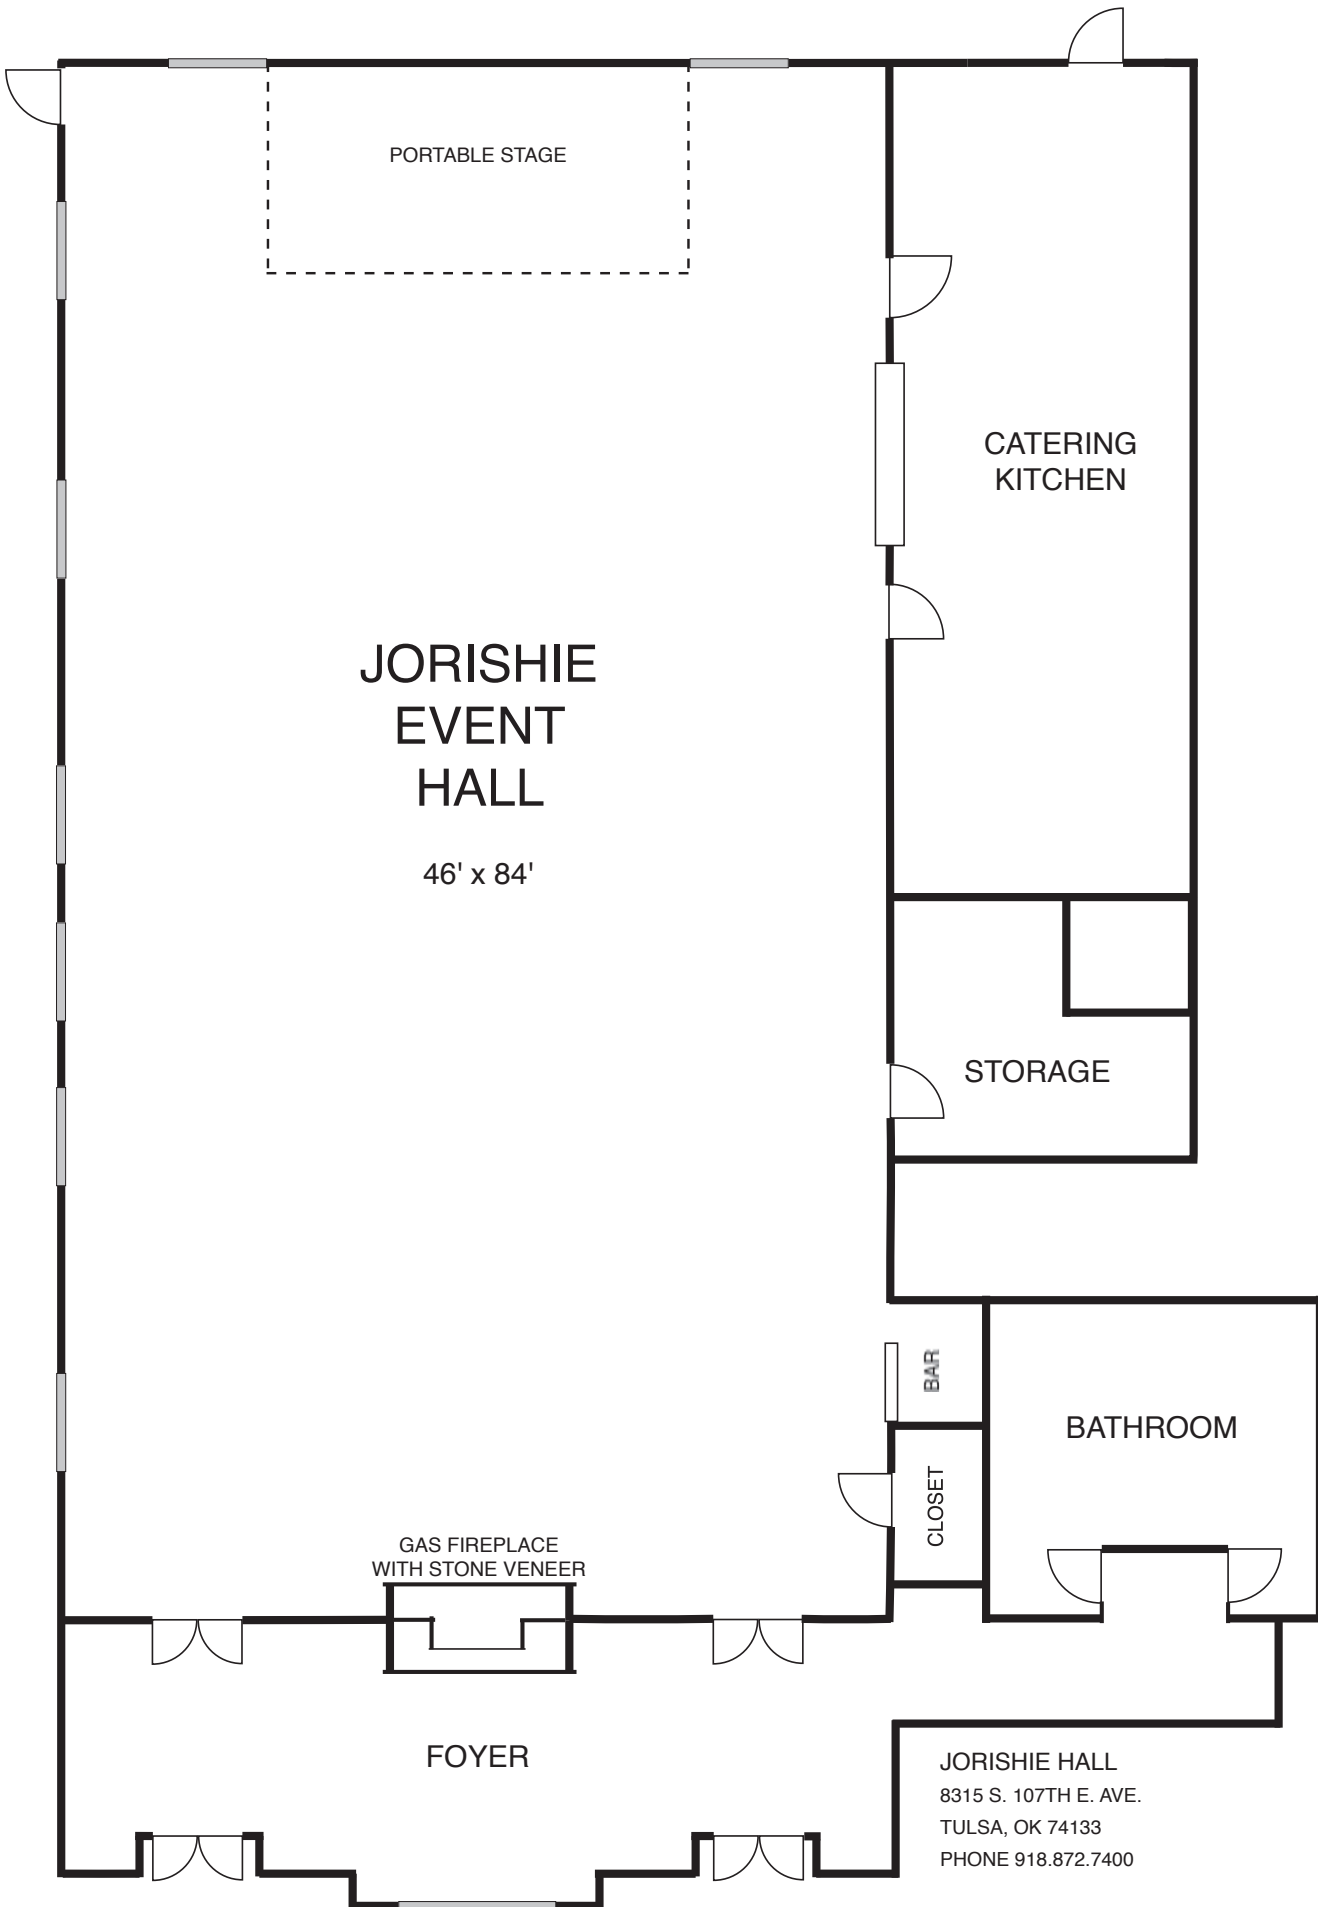 PORTABLE STAGE
CATERING
KITCHEN
JORISHIE
EVENT
HALL
46' x 84'
STORAGE
BAR
BATHROOM
CLOSET
GAS FIREPLACE
WITH STONE VENEER
FOYER
JORISHIE HALL
8315 S. 107TH E. AVE.
TULSA, OK 74133
PHONE 918.872.7400